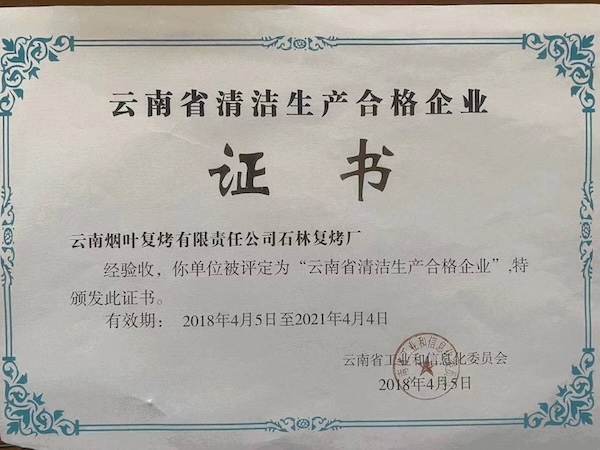 云南省清洁生产合格企业
证书
云南烟叶复烤有限责任公司石林复烤厂
经验收，你单位被评定为“云南省清洁生产合格企业”,特
颁发此证书。
有效期： 2018年4月5日至2021年4月4日
云南省工业和信息化委员会
2018年4月5日